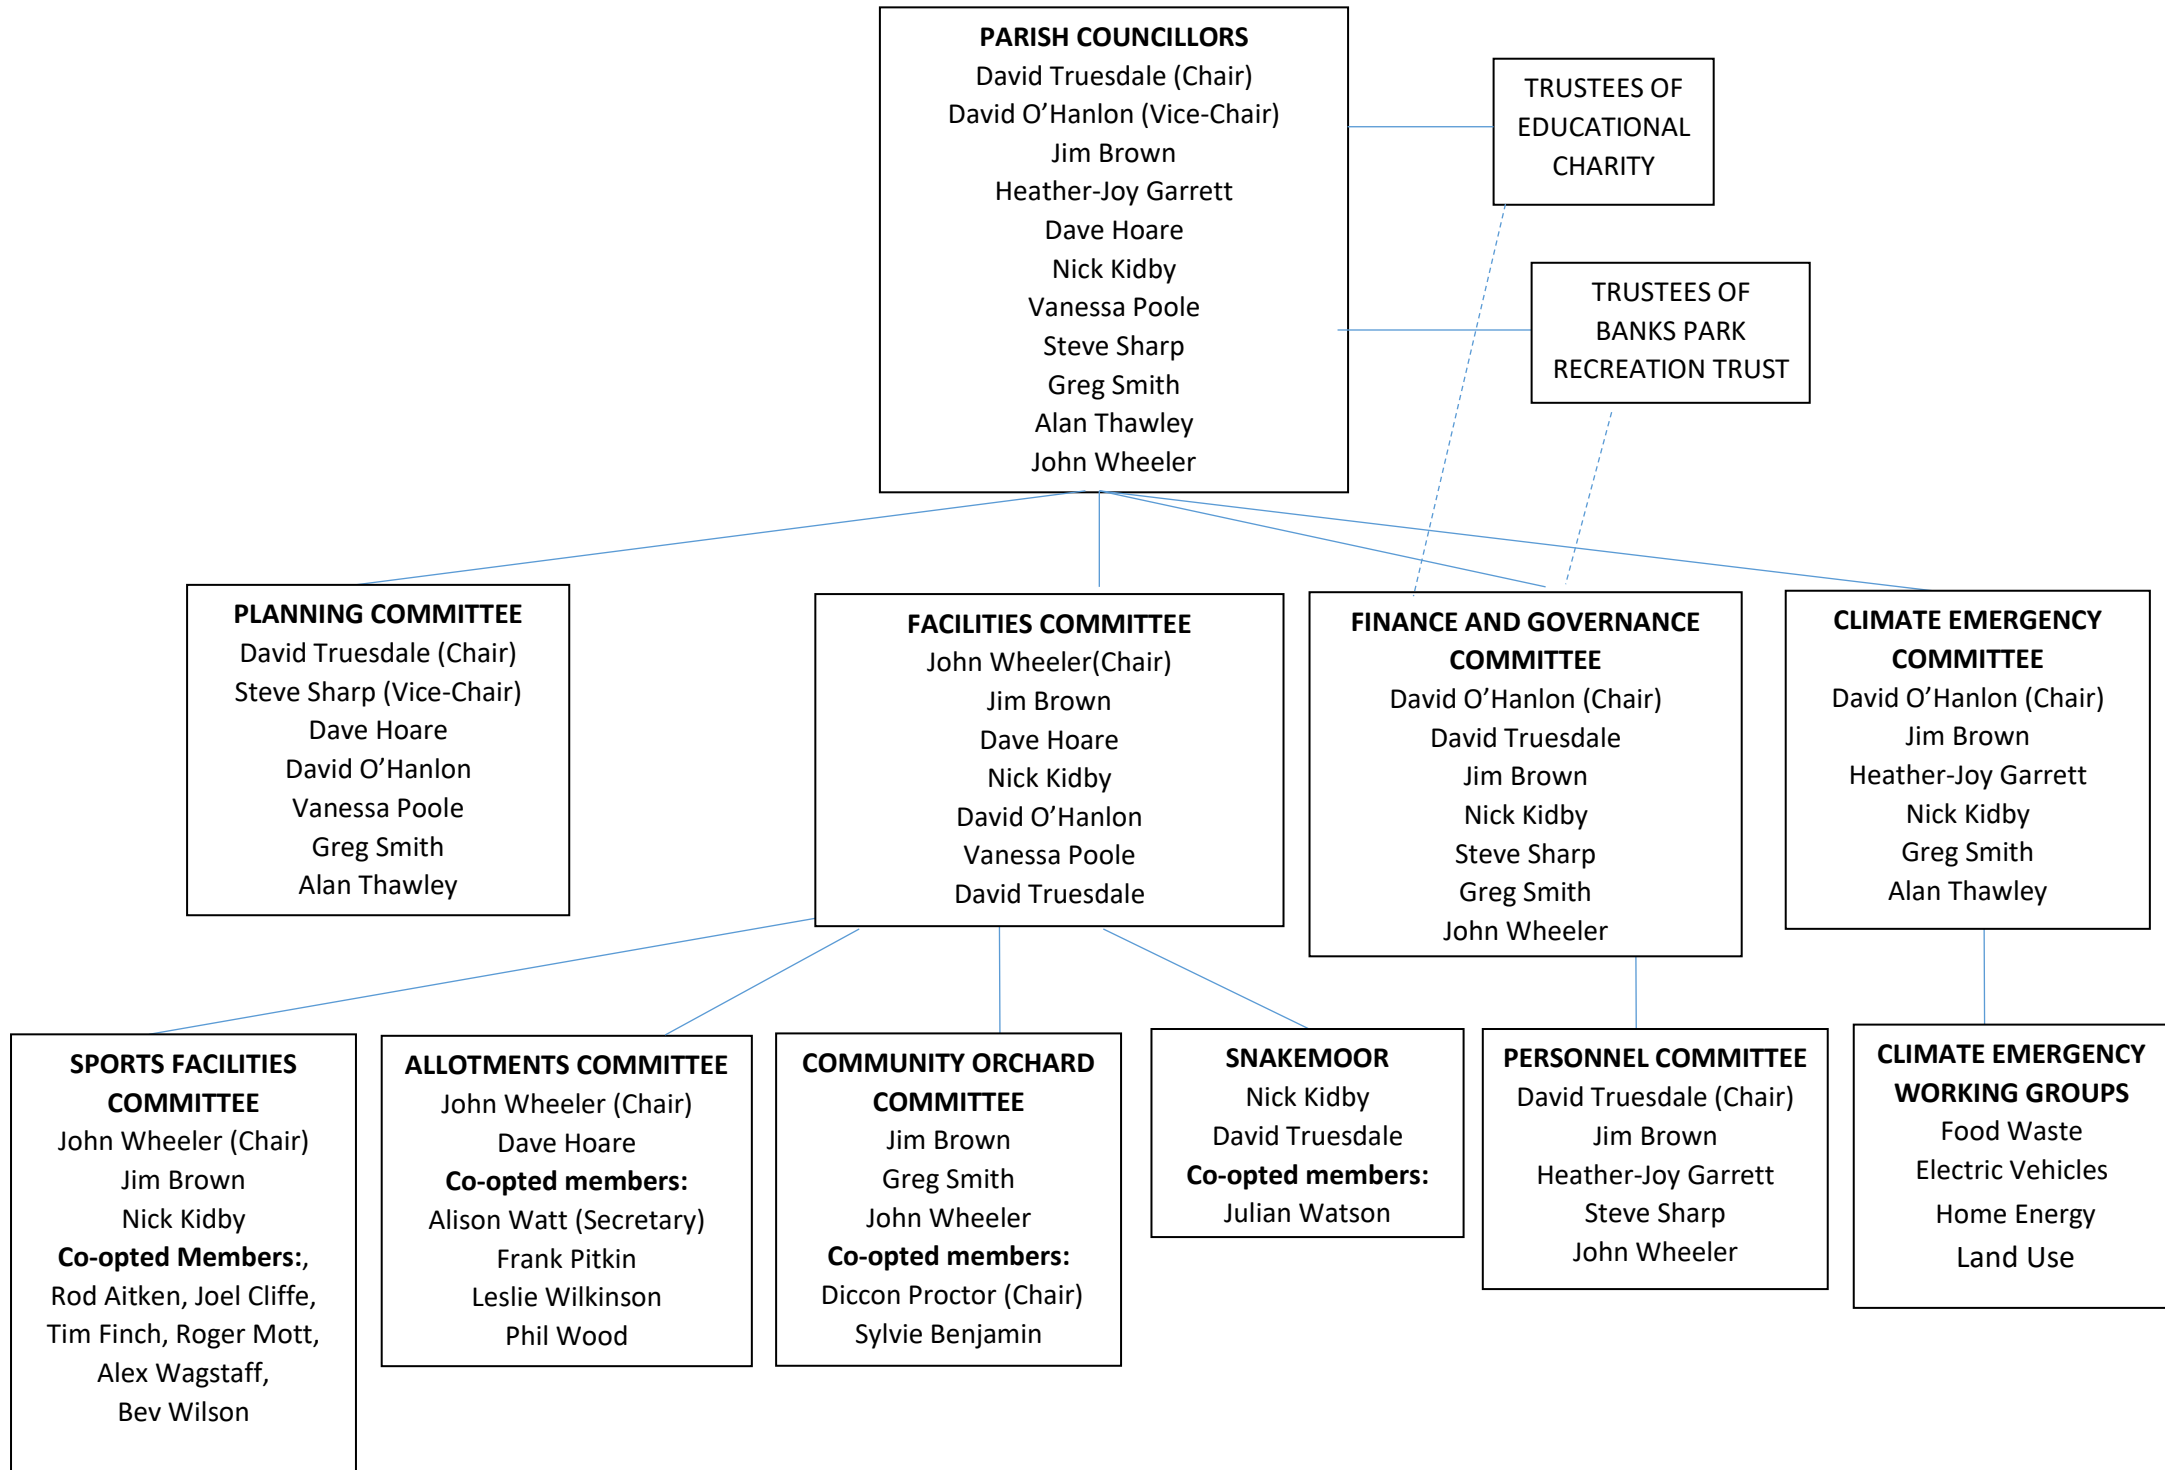 PARISH COUNCILLORS
David Truesdale (Chair)
David O’Hanlon (Vice-Chair)
Jim Brown
Heather-Joy Garrett
Dave Hoare
Nick Kidby
Vanessa Poole
Steve Sharp
Greg Smith
Alan Thawley
John Wheeler
TRUSTEES OF
EDUCATIONAL
CHARITY
TRUSTEES OF
BANKS PARK
RECREATION TRUST
PLANNING COMMITTEE
David Truesdale (Chair)
Steve Sharp (Vice-Chair)
Dave Hoare
David O’Hanlon
Vanessa Poole
Greg Smith
Alan Thawley
FACILITIES COMMITTEE
John Wheeler(Chair)
Jim Brown
Dave Hoare
Nick Kidby
David O’Hanlon
Vanessa Poole
David Truesdale
FINANCE AND GOVERNANCE
COMMITTEE
David O’Hanlon (Chair)
David Truesdale
Jim Brown
Nick Kidby
Steve Sharp
Greg Smith
John Wheeler
CLIMATE EMERGENCY
COMMITTEE
David O’Hanlon (Chair)
Jim Brown
Heather-Joy Garrett
Nick Kidby
Greg Smith
Alan Thawley
SPORTS FACILITIES
COMMITTEE
John Wheeler (Chair)
Jim Brown
Nick Kidby
Co-opted Members:,
Rod Aitken, Joel Cliffe,
Tim Finch, Roger Mott,
Alex Wagstaff,
Bev Wilson
ALLOTMENTS COMMITTEE
John Wheeler (Chair)
Dave Hoare
Co-opted members:
Alison Watt (Secretary)
Frank Pitkin
Leslie Wilkinson
Phil Wood
COMMUNITY ORCHARD
COMMITTEE
Jim Brown
Greg Smith
John Wheeler
Co-opted members:
Diccon Proctor (Chair)
Sylvie Benjamin
SNAKEMOOR
Nick Kidby
David Truesdale
Co-opted members:
Julian Watson
PERSONNEL COMMITTEE
David Truesdale (Chair)
Jim Brown
Heather-Joy Garrett
Steve Sharp
John Wheeler
CLIMATE EMERGENCY
WORKING GROUPS
Food Waste
Electric Vehicles
Home Energy
Land Use